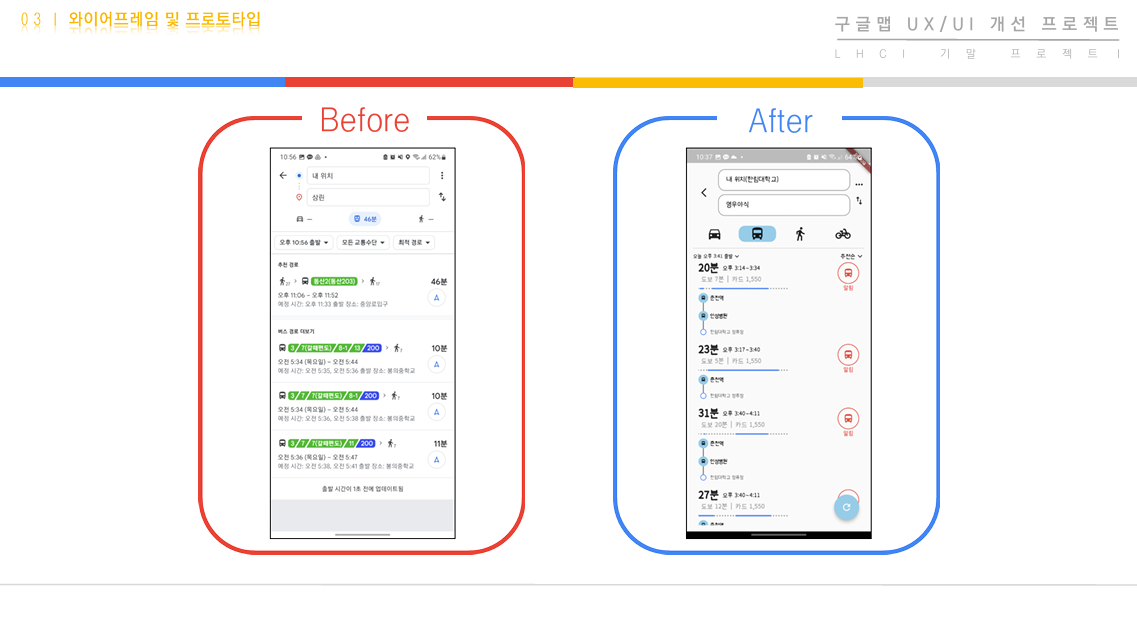 03 | 와이어프레임 및 프로토타입
구글맵 UX/UI 개선 프로젝트
LHCI 기말 프로젝트 I
Before
10:56
62%
내 위치
상린
--
46분
--
오후 10:56 출발
모든 교통수단
최적 경로
추천 경로
동산2(동산203)
46분
오후 11:06 – 오후 11:52
예정 시간: 오후 11:33 출발 장소: 중앙로입구
버스 경로 더보기
3/7(갈때편도)/8-1/13/200
7
10분
오전 5:34 (목요일) – 오전 5:44
예정 시간: 오전 5:35, 오전 5:36 출발 장소: 봉의중학교
3/7/7(갈때편도)/8-1/200
7
10분
오전 5:34 (목요일) – 오전 5:44
예정 시간: 오전 5:36, 오전 5:38 출발 장소: 봉의중학교
3/7/7(갈때편도)/11/200
7
11분
오전 5:36 (목요일) – 오전 5:47
예정 시간: 오전 5:38, 오전 5:41 출발 장소: 봉의중학교
출발 시간이 1초 전에 업데이트됨
After
10:37
64%
내 위치(한림대학교)
영우야식
오늘 오후 3:41 출발
추천순
20분 오후 3:14~3:34
도보 7분 | 카드 1,550
알림
춘천역
인성병원
한림대학교 정류장
23분 오후 3:17~3:40
도보 5분 | 카드 1,550
알림
춘천역
한림대학교 정류장
31분 오후 3:40~4:11
도보 20분 | 카드 1,550
알림
춘천역
인성병원
한림대학교 정류장
27분 오후 3:40~4:11
도보 12분 | 카드 1,550
춘천역